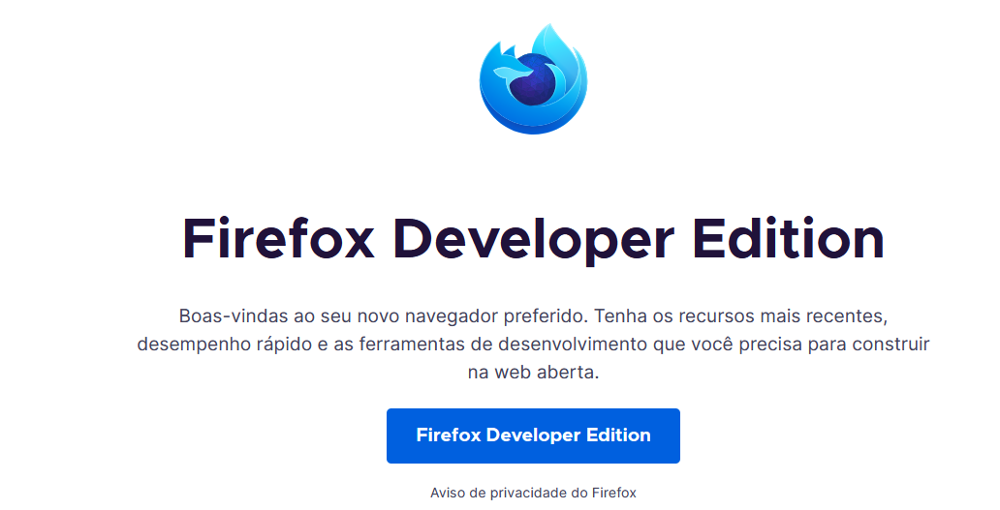 Firefox Developer Edition
Boas-vindas ao seu novo navegador preferido. Tenha os recursos mais recentes,
desempenho rápido e as ferramentas de desenvolvimento que você precisa para construir
na web aberta.
Firefox Developer Edition
Aviso de privacidade do Firefox